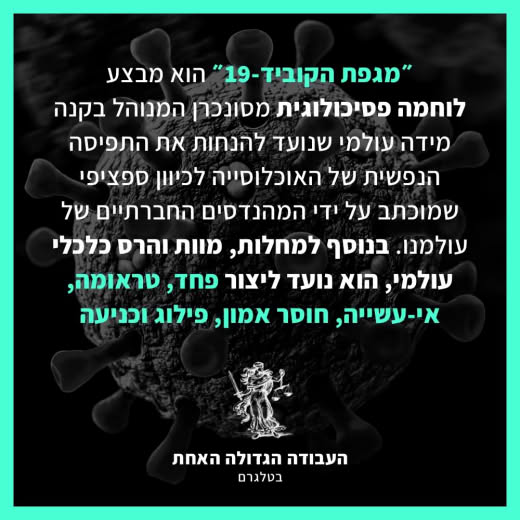 ״מגפת הקוביד-19״ הוא מבצע
לוחמה פסיכולוגית מסונכרן המנוהל בקנה
מידה עולמי שנועד להנחות את התפיסה
הנפשית של האוכלוסייה לכיוון ספציפי
שמוכתב על ידי המהנדסים החברתיים של
עולמנו. בנוסף למחלות, מוות והרס כלכלי
עולמי, הוא נועד ליצור פחד, טראומה,
אי-עשייה, חוסר אמון, פילוג וכניעה
העבודה הגדולה האחת
בטלגרם